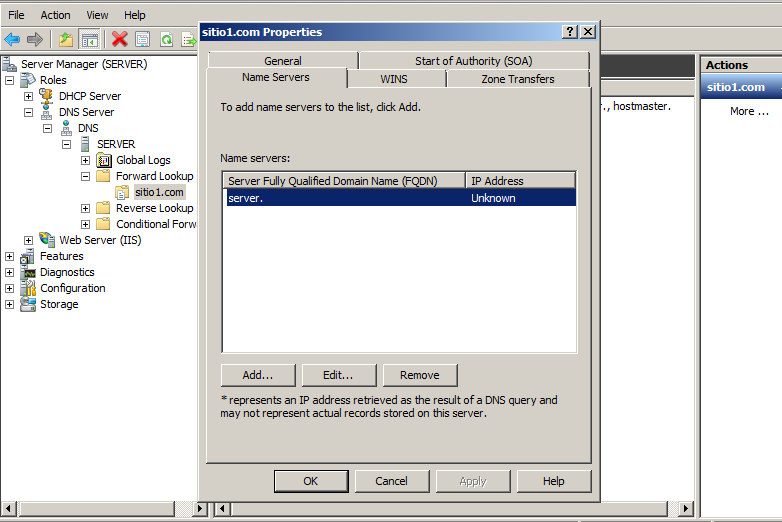 File Action View Help
Server Manager (SERVER)
Roles
DHCP Server
DNS Server
DNS
SERVER
Global Logs
Forward Lookup
sitio1.com
Reverse Lookup
Conditional Forw
Web Server (IIS)
Features
Diagnostics
Configuration
Storage
sitio1.com Properties
General
Start of Authority (SOA)
Name Servers
WINS
Zone Transfers
To add name servers to the list, click Add.
Name servers:
Server Fully Qualified Domain Name (FQDN) IP Address
server. Unknown
Add... Edit... Remove
* represents an IP address retrieved as the result of a DNS query and
may not represent actual records stored on this server.
OK Cancel Apply Help
., hostmaster.
Actions
sitio1.com
More ...